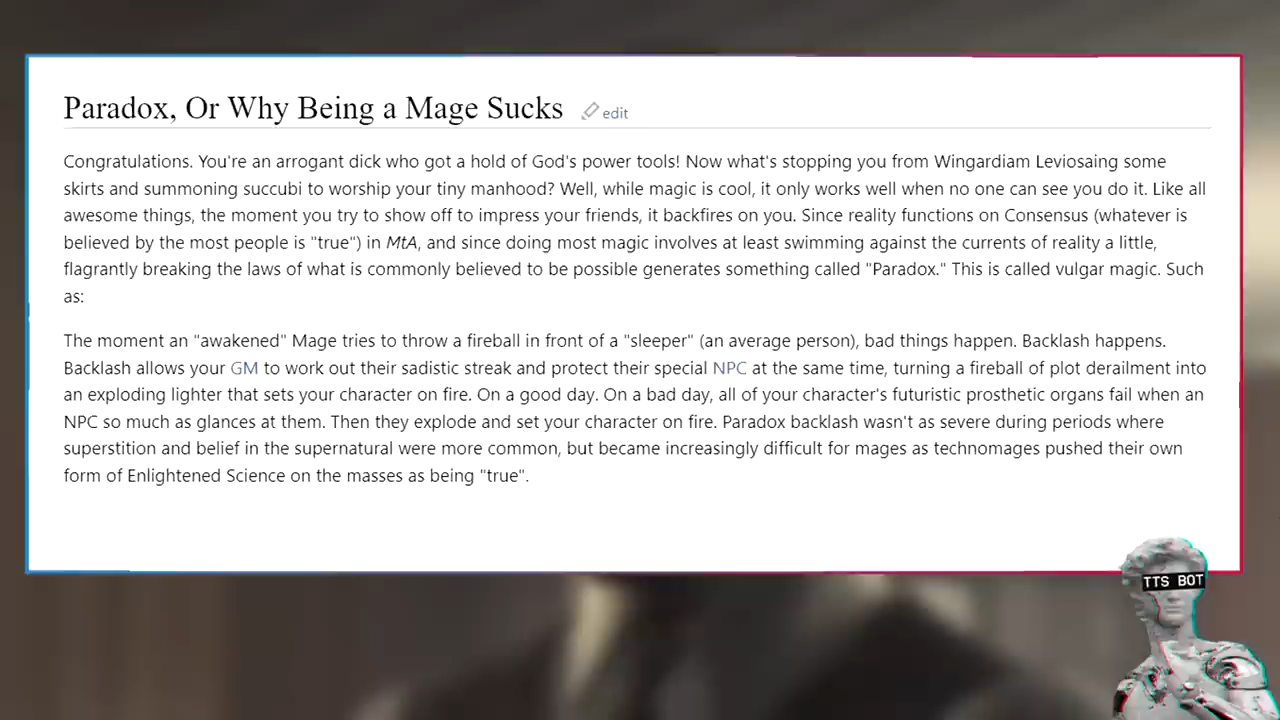 Paradox, Or Why Being a Mage Sucks edit
Congratulations. You're an arrogant dick who got a hold of God's power tools! Now what's stopping you from Wingardiam Leviosaing some
skirts and summoning succubi to worship your tiny manhood? Well, while magic is cool, it only works well when no one can see you do it. Like all
awesome things, the moment you try to show off to impress your friends, it backfires on you. Since reality functions on Consensus (whatever is
believed by the most people is "true") in MtA, and since doing most magic involves at least swimming against the currents of reality a little,
flagrantly breaking the laws of what is commonly believed to be possible generates something called "Paradox." This is called vulgar magic. Such
as:
The moment an "awakened" Mage tries to throw a fireball in front of a "sleeper" (an average person), bad things happen. Backlash happens.
Backlash allows your GM to work out their sadistic streak and protect their special NPC at the same time, turning a fireball of plot derailment into
an exploding lighter that sets your character on fire. On a good day. On a bad day, all of your character's futuristic prosthetic organs fail when an
NPC so much as glances at them. Then they explode and set your character on fire. Paradox backlash wasn't as severe during periods where
superstition and belief in the supernatural were more common, but became increasingly difficult for mages as technomages pushed their own
form of Enlightened Science on the masses as being "true".
TTS BOT